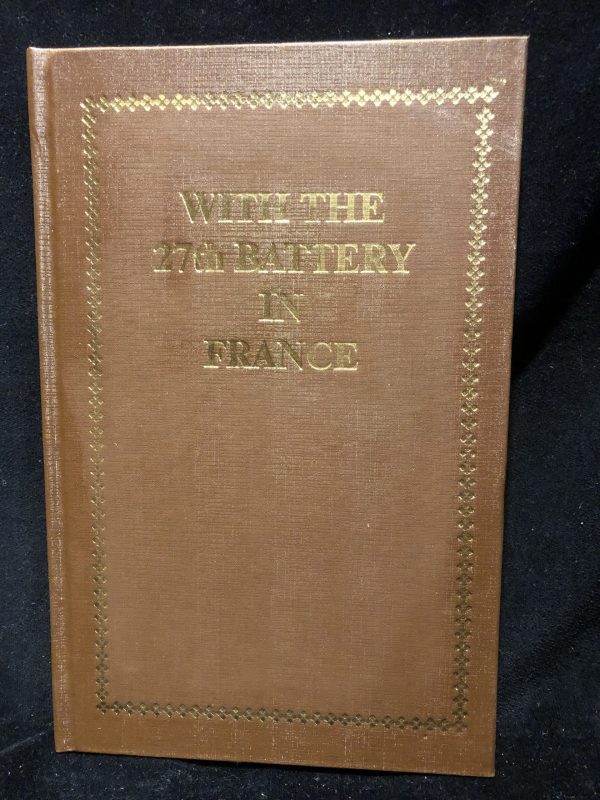 WITH THE
27th BATTERY
IN
FRANCE